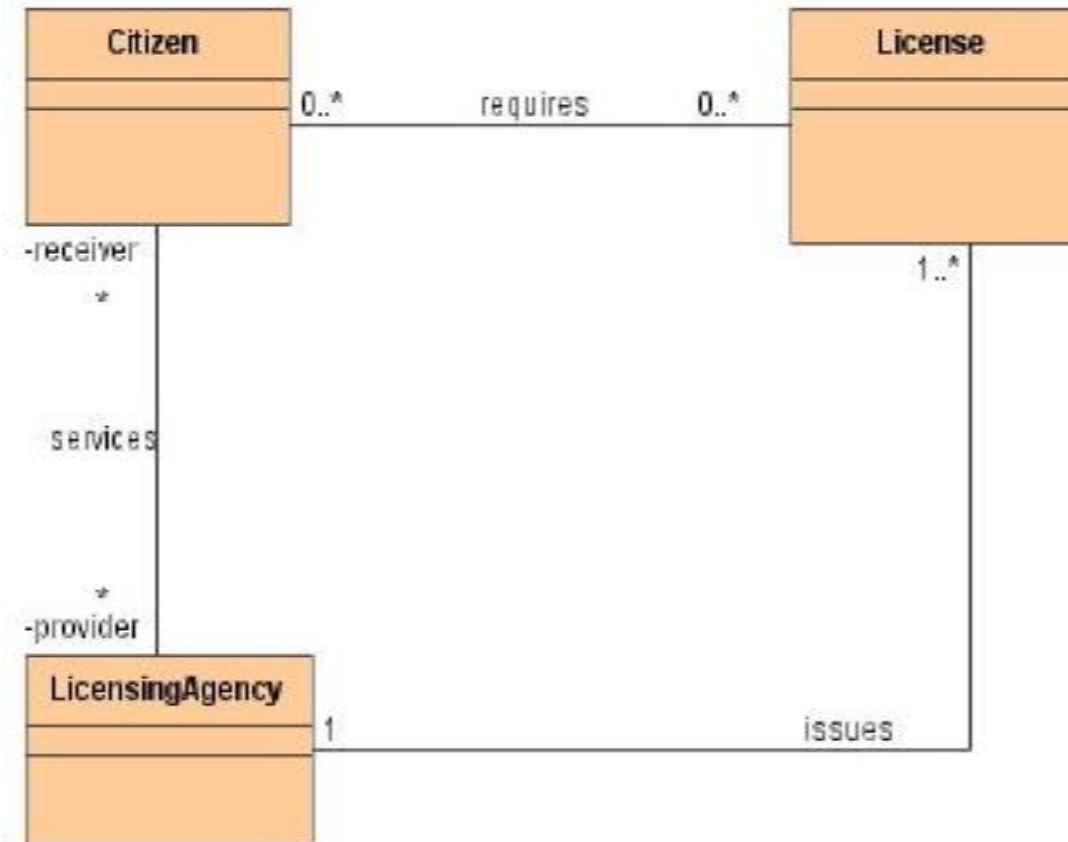 Citizen
License
0..*
requires
0..*
-receiver
*
1..*
services
*
-provider
LicensingAgency
1
issues